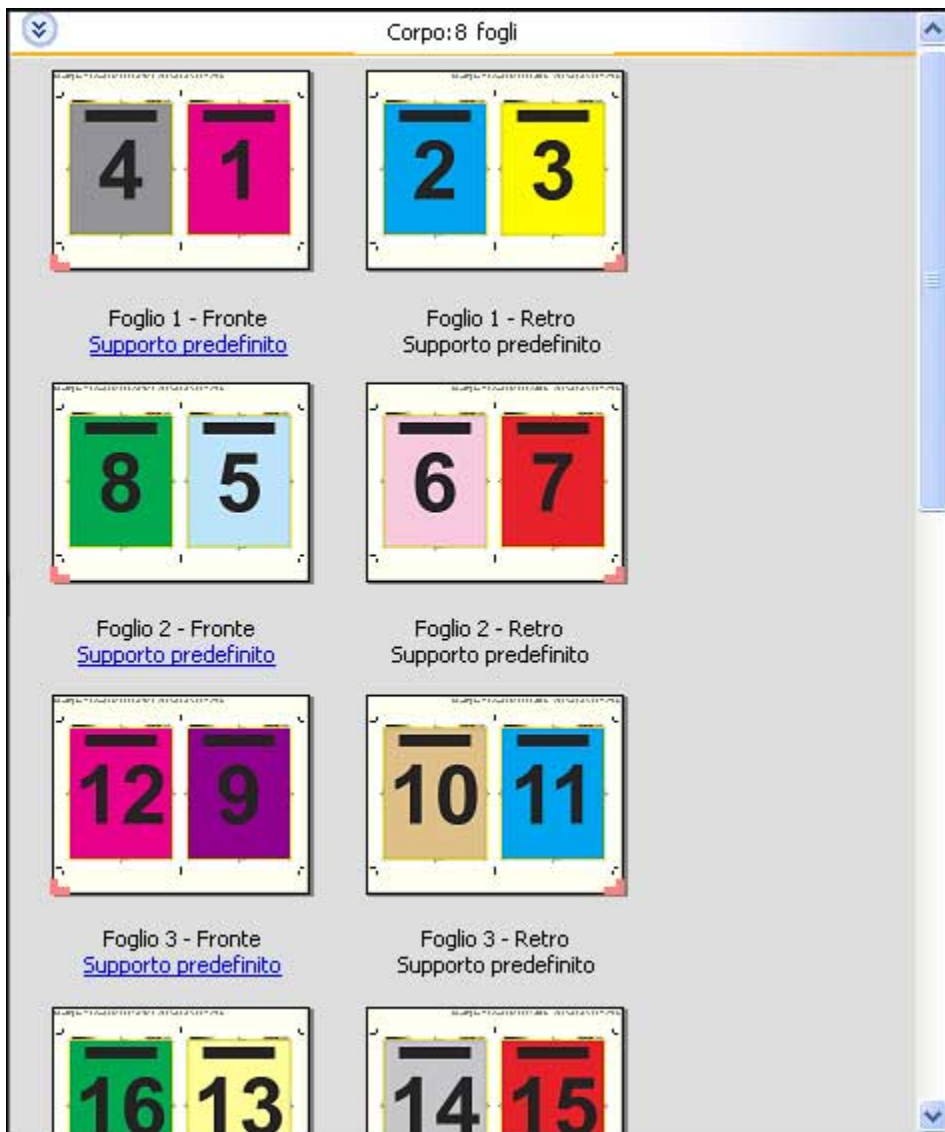 Corpo: 8 fogli
4 1 2 3
Foglio 1 - Fronte Foglio 1 - Retro
Supporto predefinito Supporto predefinito
8 5 6 7
Foglio 2 - Fronte Foglio 2 - Retro
Supporto predefinito Supporto predefinito
12 9 10 11
Foglio 3 - Fronte Foglio 3 - Retro
Supporto predefinito Supporto predefinito
16 13 14 15